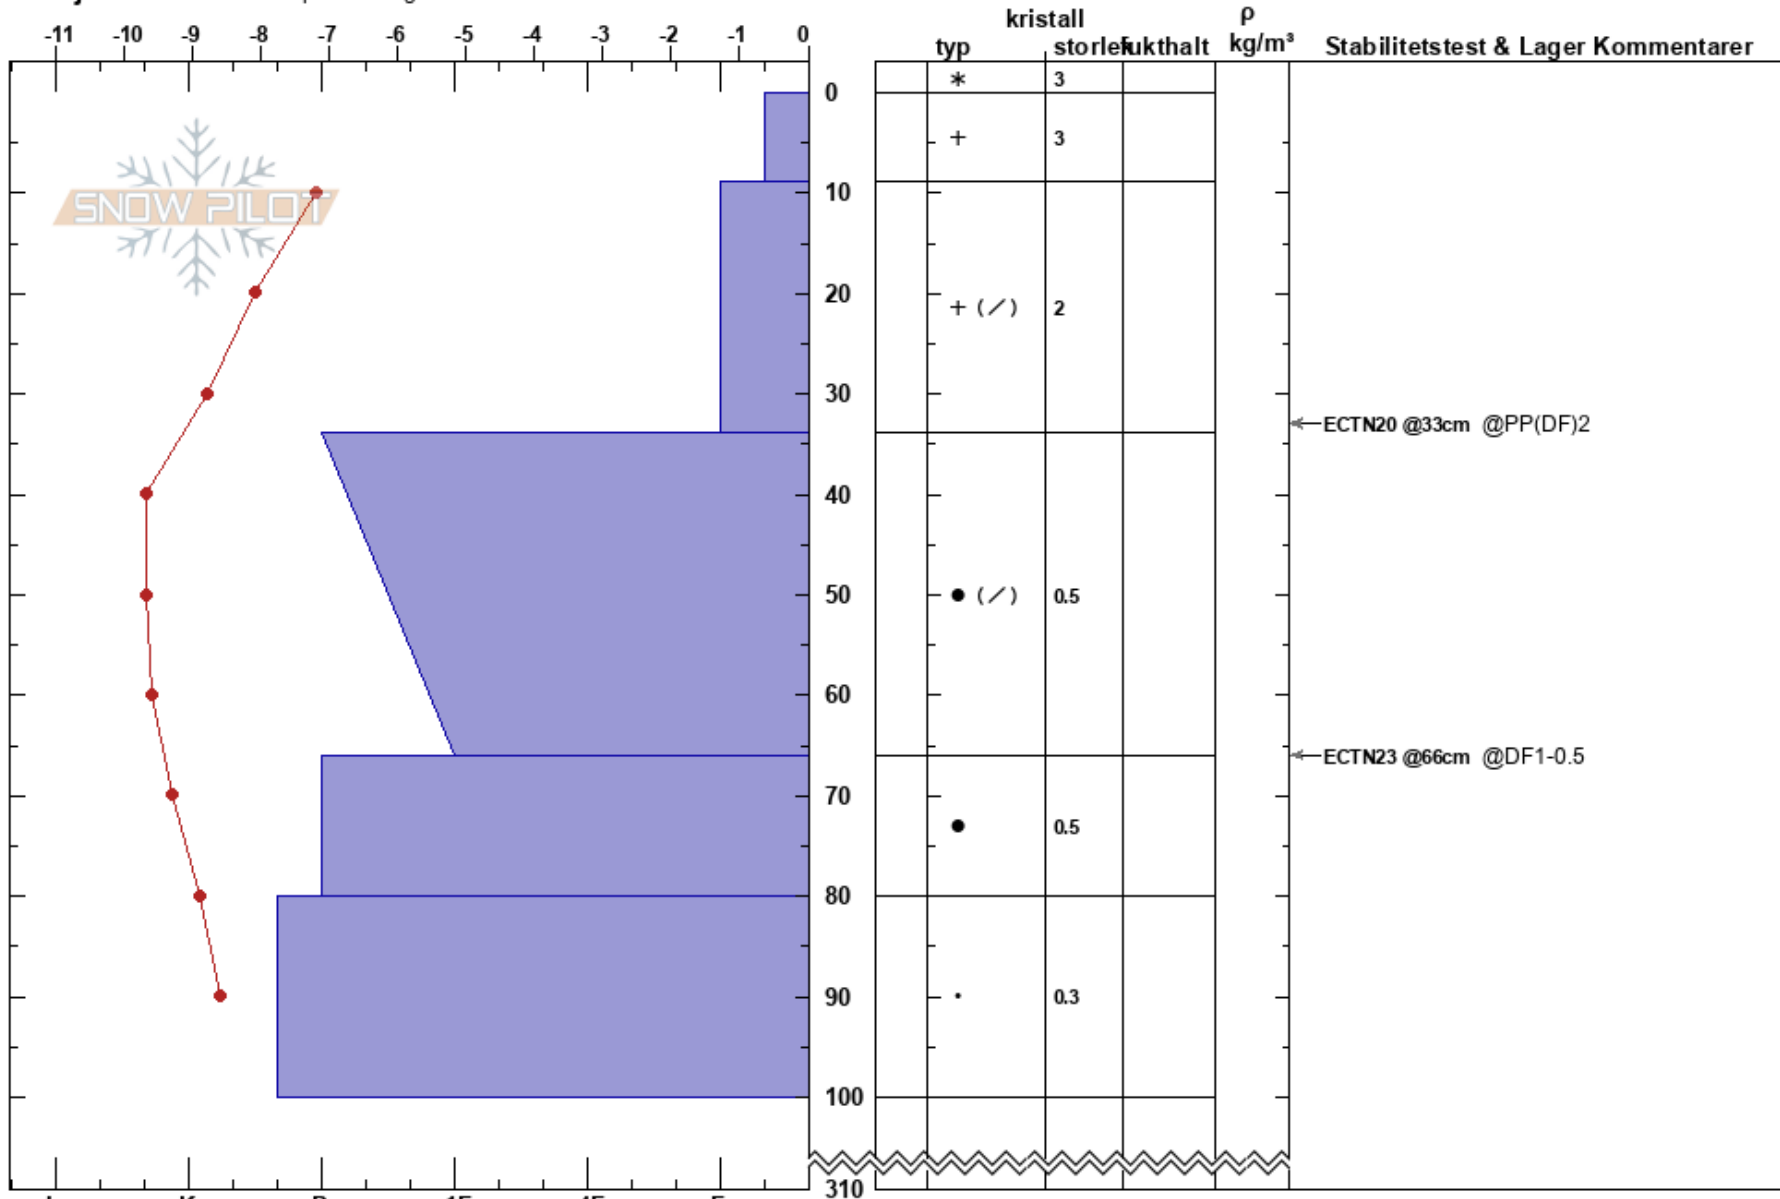 kristall ρ
-11 -10 -9 -8 -7 -6 -5 -4 -3 -2 -1 0 typ storlek fukthalt kg/m³ Stabilitetstest & Lager Kommentarer
* 3
0
+ 3
SNOW PILOT
10
20
+ (/) 2
30
ECTN20 @33cm @PP(DF)2
40
50 ● (/) 0.5
60
ECTN23 @66cm @DF1-0.5
70
● 0.5
80
90 • 0.3
100
310